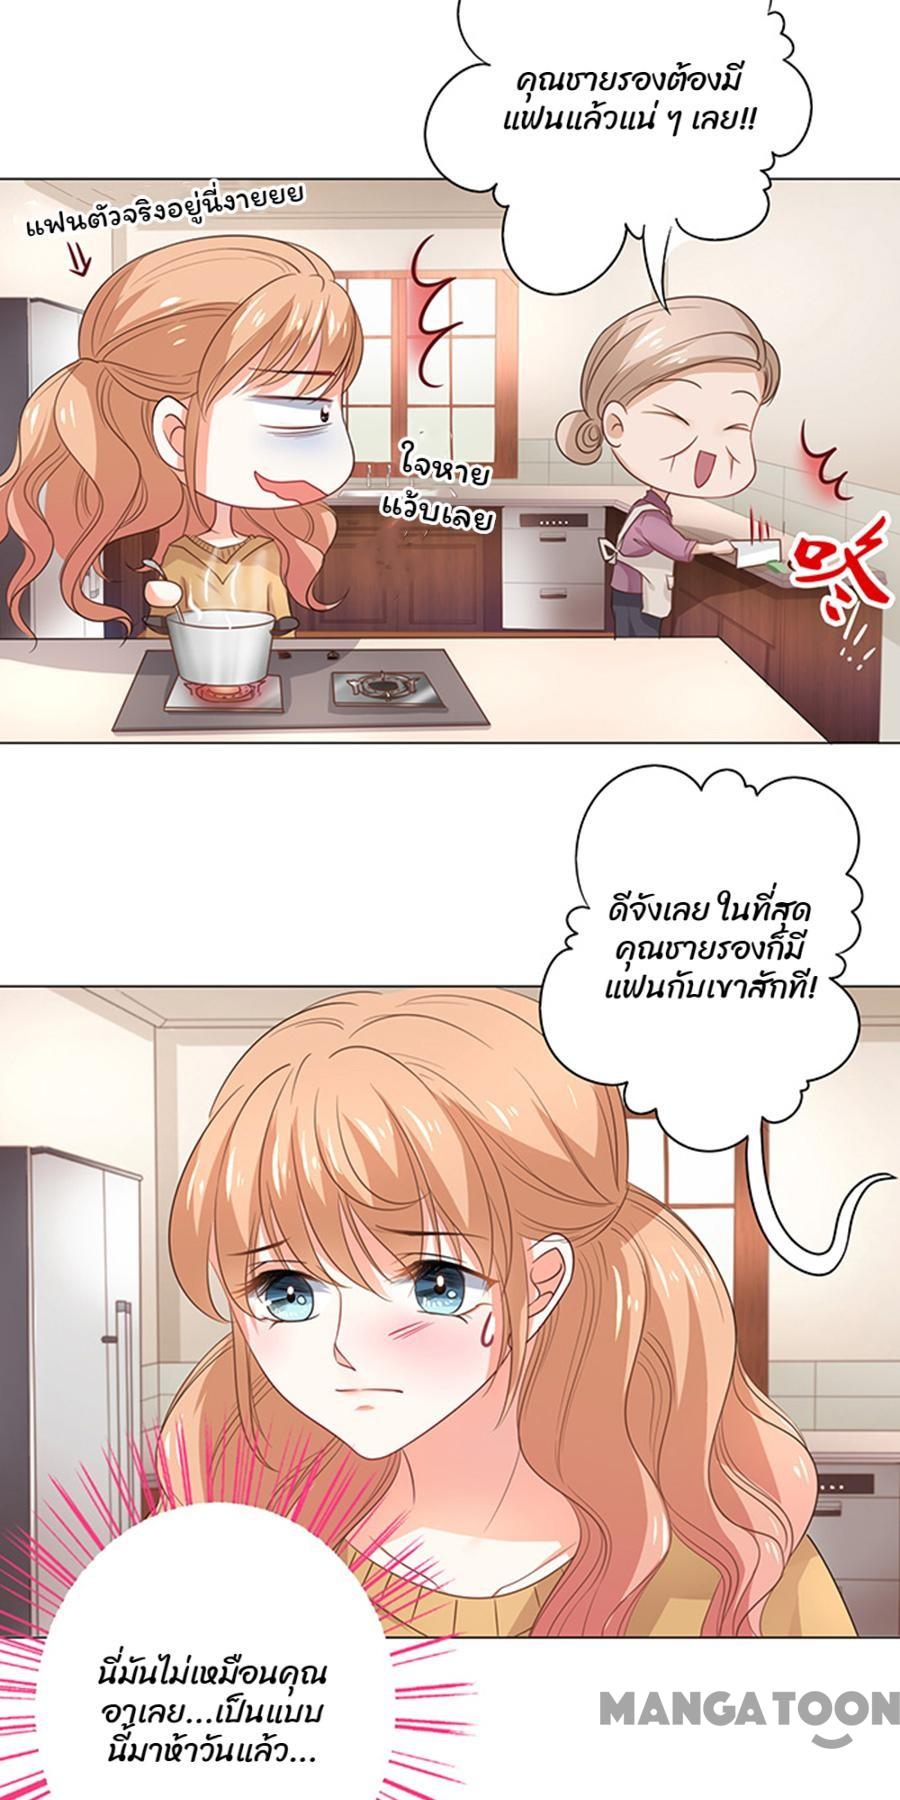 คุณชายรองต้องมี
แฟนแล้วแน่ ๆ เลย!!
แฟนตัวจริงอยู่นี่งายยย
ใจหาย
แว้บเลย
ดีจังเลย ในที่สุด
คุณชายรองก็มี
แฟนกับเขาสักที!
นี่มันไม่เหมือนคุณ
อาเลย...เป็นแบบ
นี้มาห้าวันแล้ว...
MANGATOON